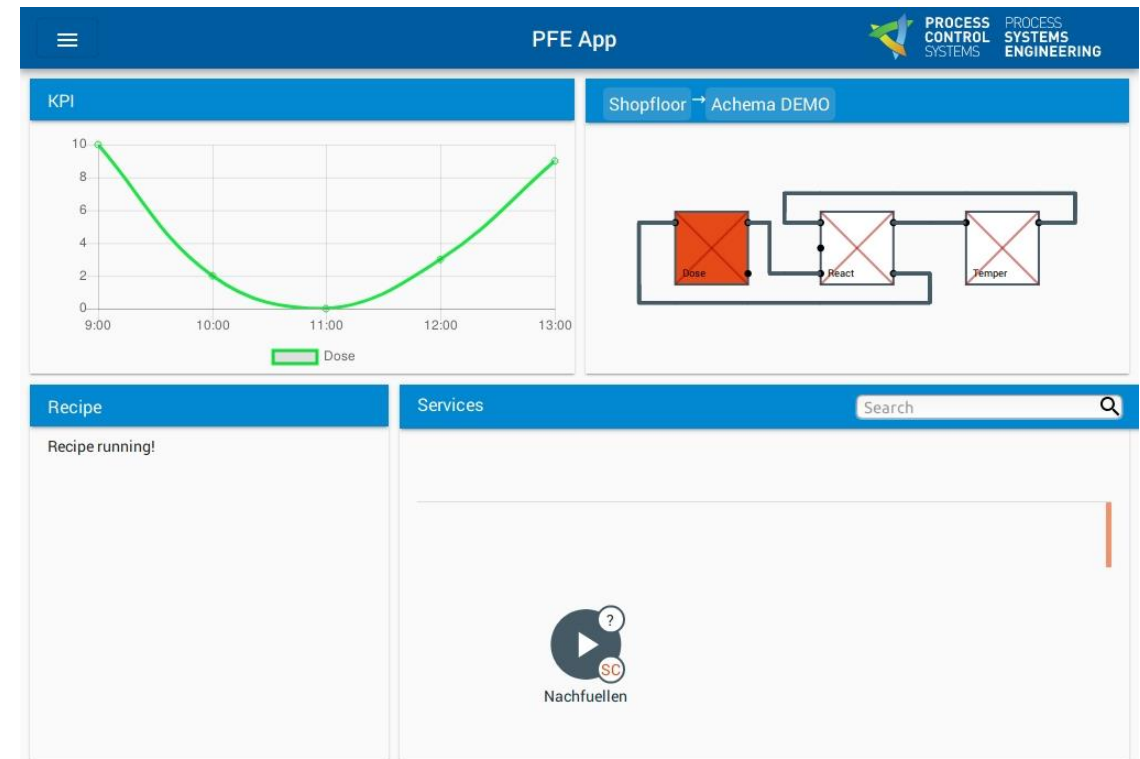 PFE App
PROCESS CONTROL SYSTEMS
PROCESS SYSTEMS ENGINEERING
KPI
10
8
6
4
2
0
9:00 10:00 11:00 12:00 13:00
Dose
Shopfloor → Achema DEMO
Dose
React
Temper
Recipe
Recipe running!
Services
Search
?
SC
Nachfuellen